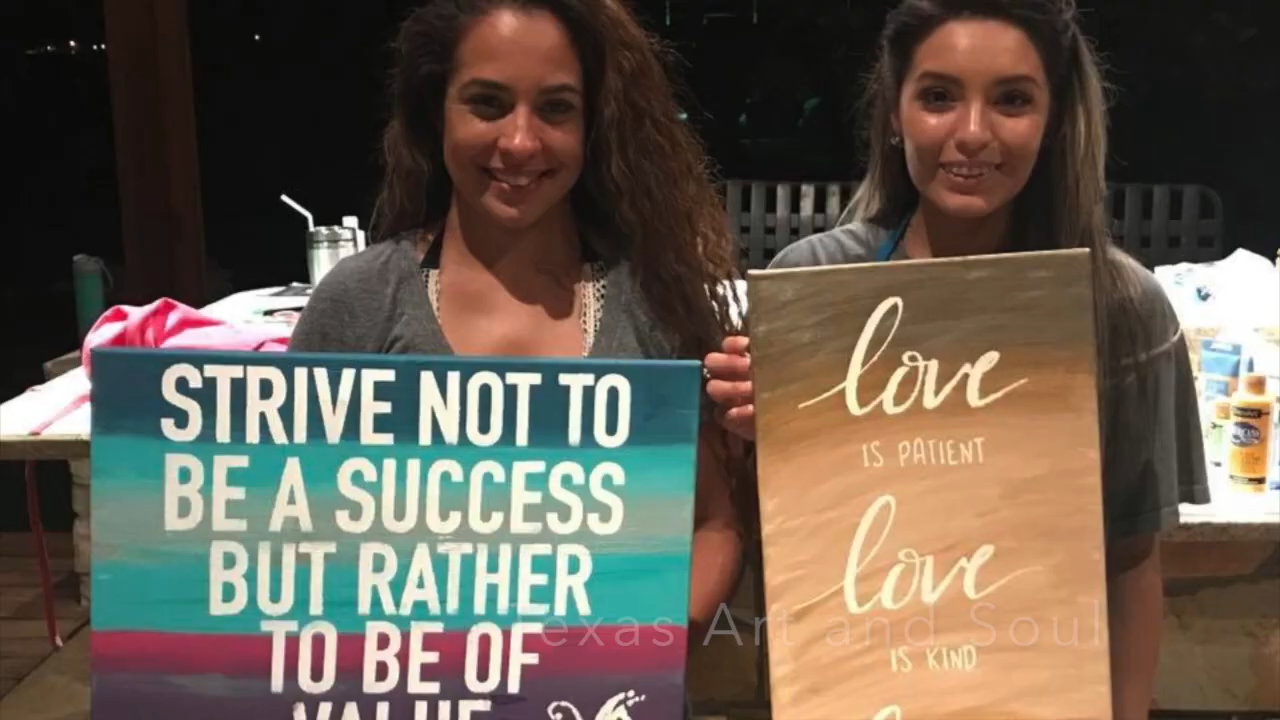 STRIVE NOT TO
BE A SUCCESS
BUT RATHER
TO BE OF
VALUE
love
IS PATIENT
love
IS KIND
Texas Art and Soul